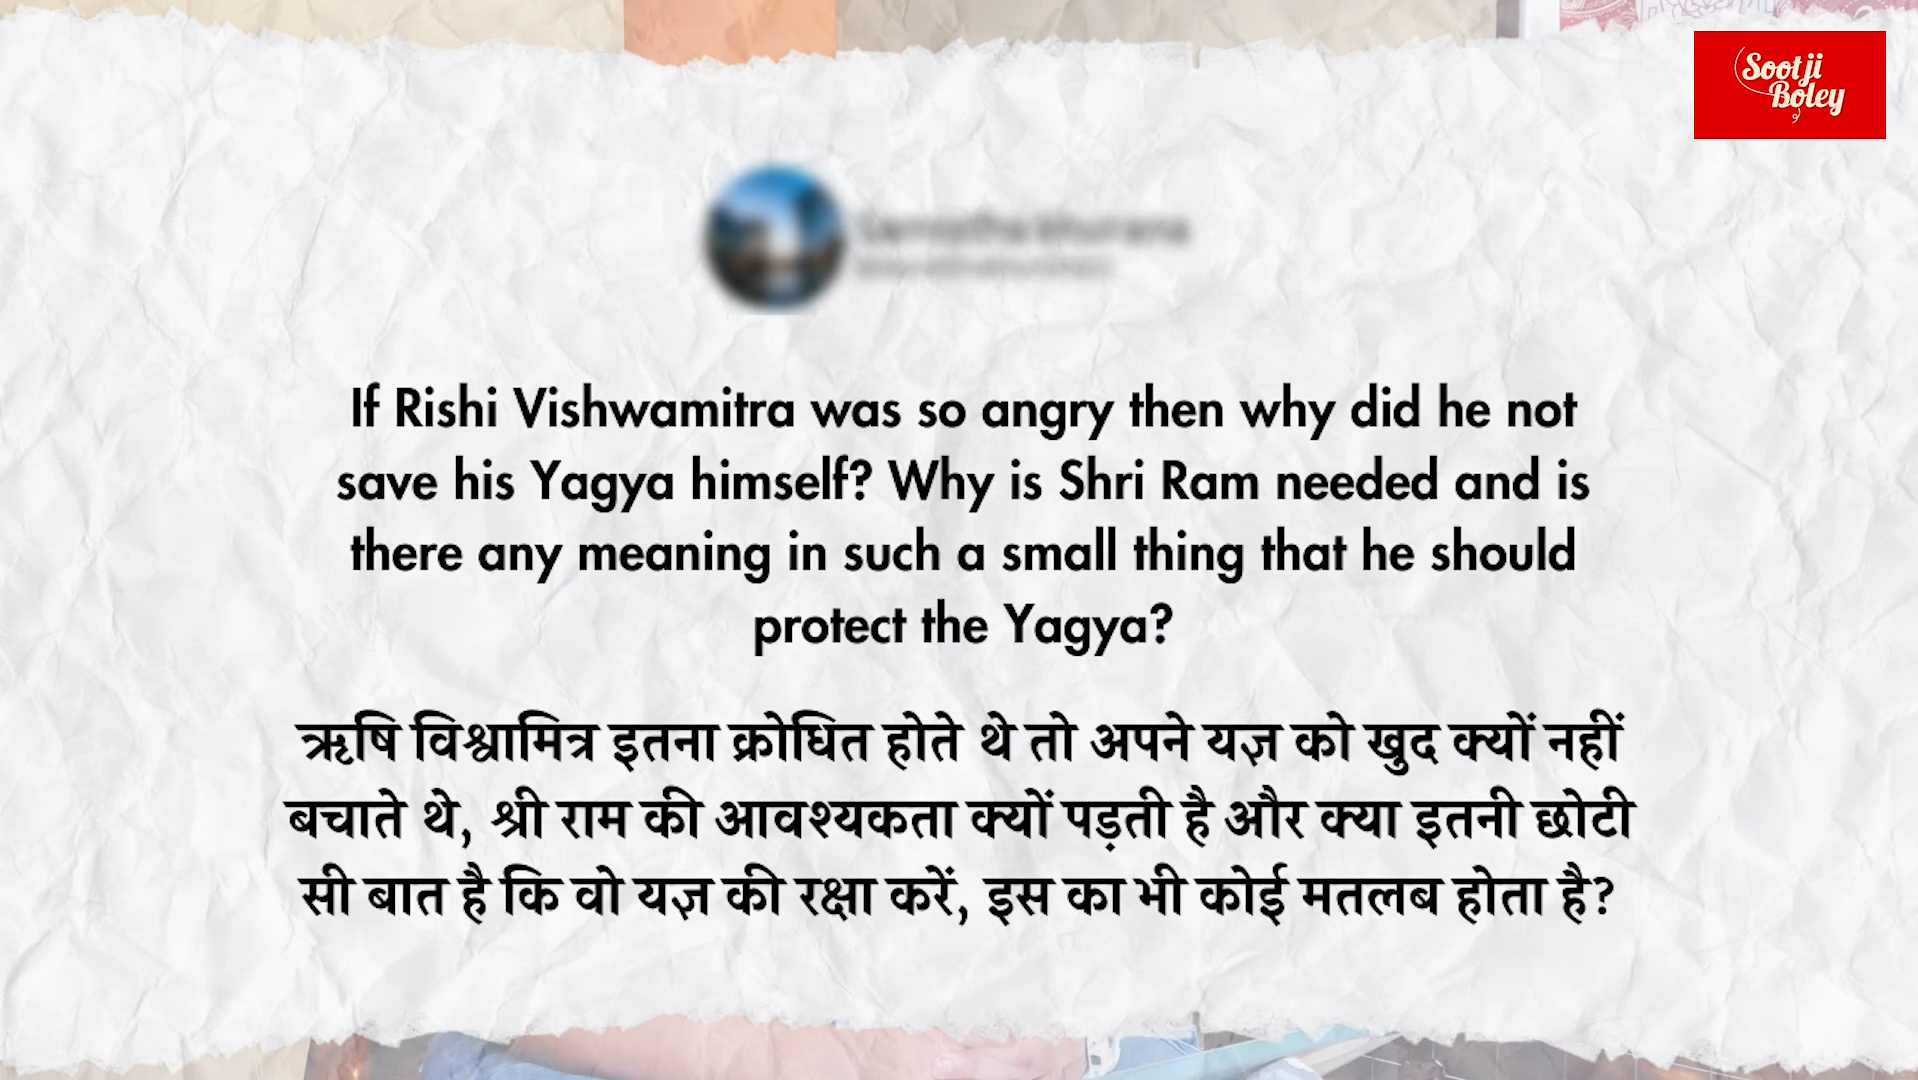 Sootji
Boley
If Rishi Vishwamitra was so angry then why did he not
save his Yagya himself? Why is Shri Ram needed and is
there any meaning in such a small thing that he should
protect the Yagya?
ऋषि विश्वामित्र इतना क्रोधित होते थे तो अपने यज्ञ को खुद क्यों नहीं
बचाते थे, श्री राम की आवश्यकता क्यों पड़ती है और क्या इतनी छोटी
सी बात है कि वो यज्ञ की रक्षा करें, इस का भी कोई मतलब होता है?